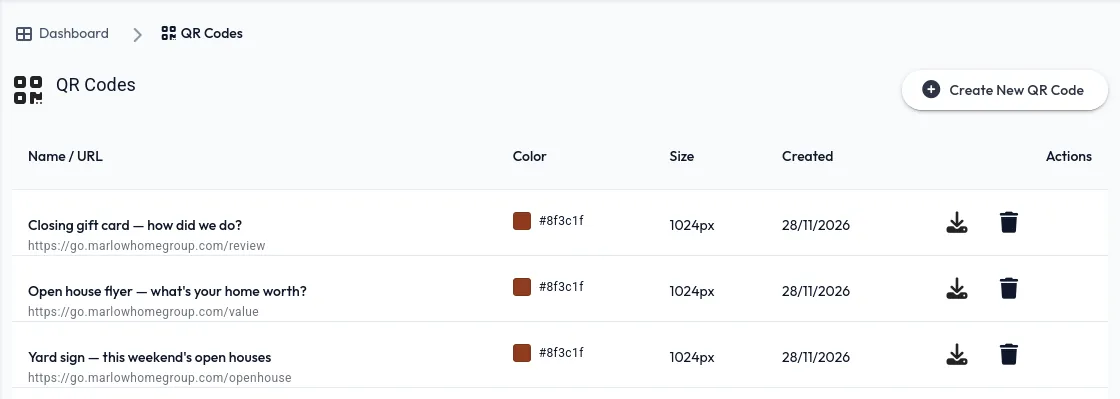 Dashboard QR Codes
QR Codes
Create New QR Code
Name / URL Color Size Created Actions
Closing gift card — how did we do? #8f3c1f 1024px 28/11/2026
https://go.marlowhomegroup.com/review
Open house flyer — what's your home worth? #8f3c1f 1024px 28/11/2026
https://go.marlowhomegroup.com/value
Yard sign — this weekend's open houses #8f3c1f 1024px 28/11/2026
https://go.marlowhomegroup.com/openhouse